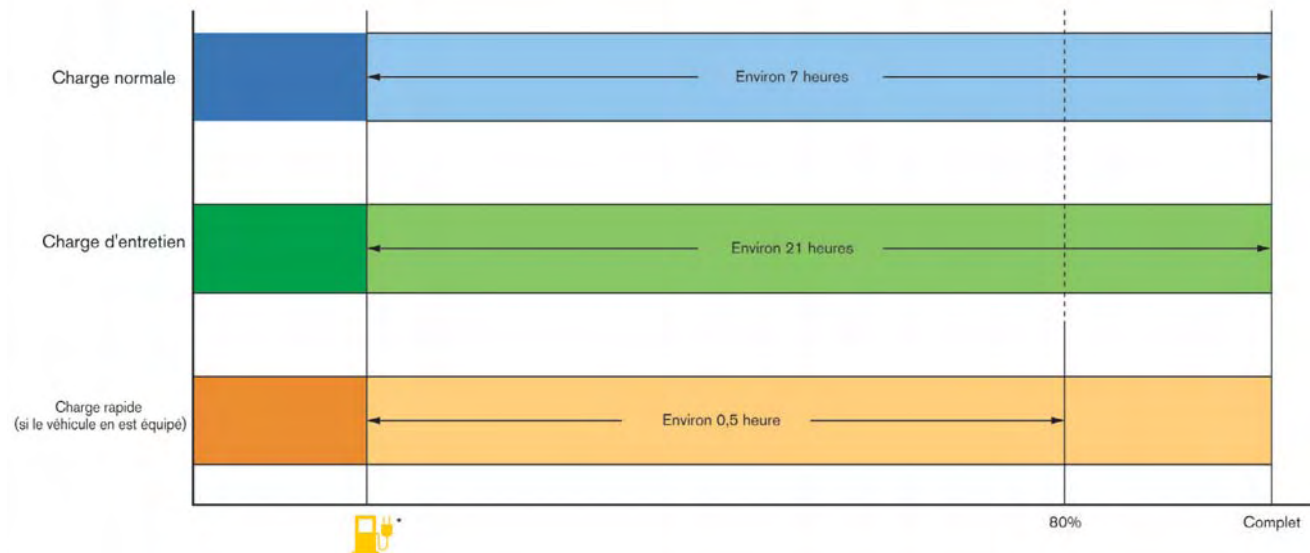 Charge normale
Environ 7 heures
Charge d'entretien
Environ 21 heures
Charge rapide
(si le véhicule en est équipé)
Environ 0,5 heure
*
80%
Complet